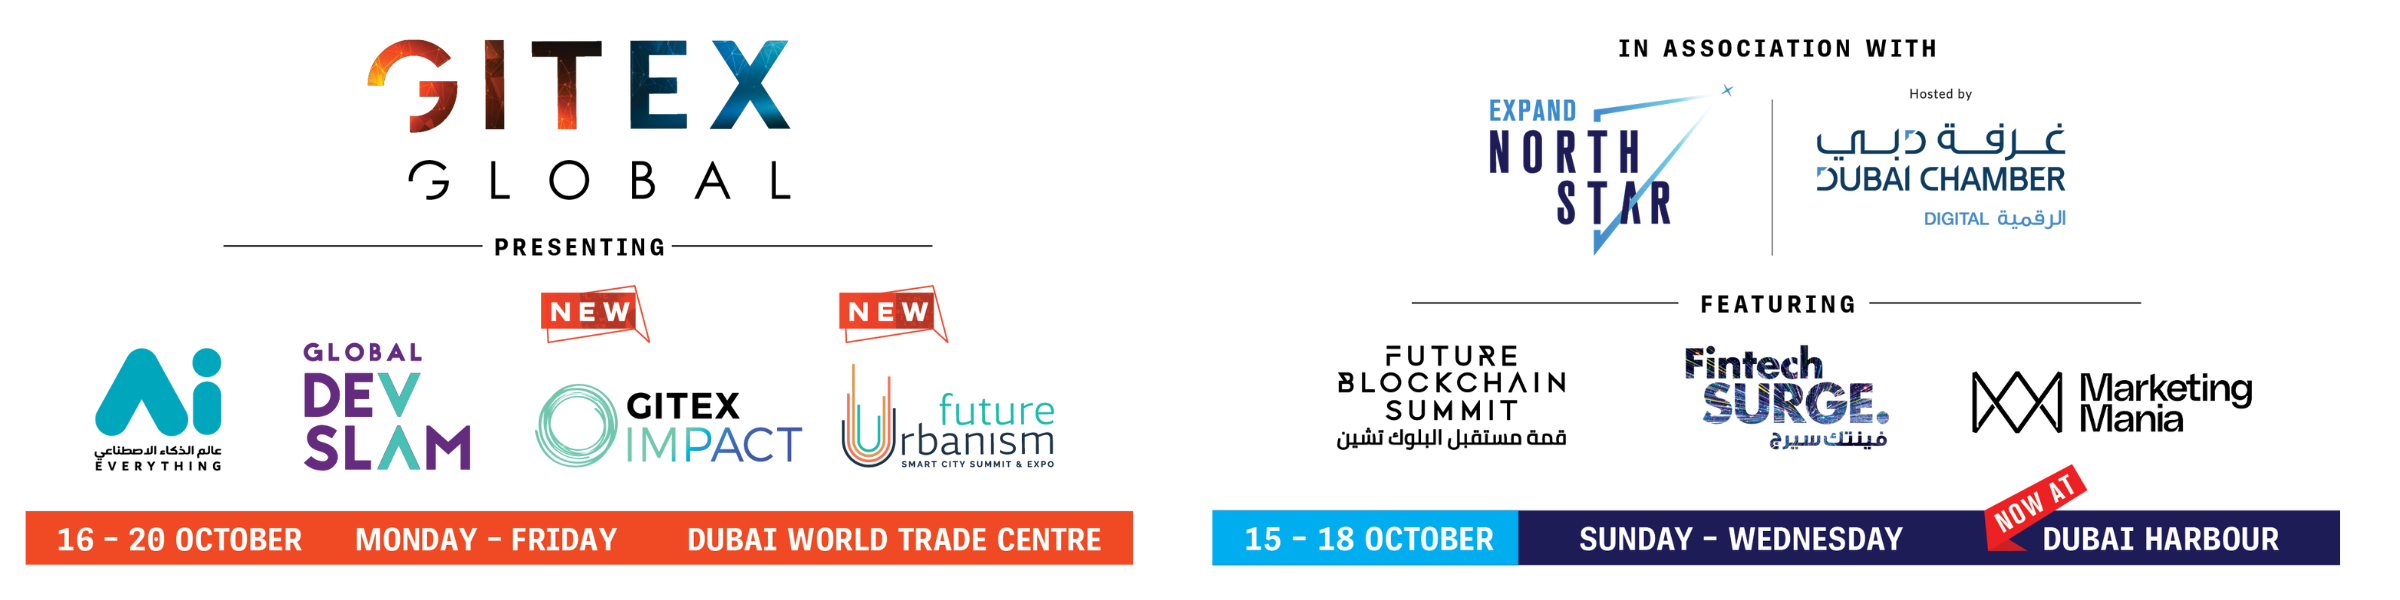 GITEX
GLOBAL
PRESENTING
NEW
NEW
Ai
عالم الذكاء الاصطناعي
EVERYTHING
GLOBAL
DEV
SLAM
GITEX
IMPACT
future
Urbanism
SMART CITY SUMMIT & EXPO
16 – 20 OCTOBER MONDAY – FRIDAY DUBAI WORLD TRADE CENTRE
IN ASSOCIATION WITH
EXPAND
NORTH
STAR
Hosted by
غرفة دبي
DUBAI CHAMBER
DIGITAL الرقمية
FEATURING
FUTURE
BLOCKCHAIN
SUMMIT
قمة مستقبل البلوك تشين
Fintech
SURGE.
فينتك سيرج
Marketing
Mania
15 – 18 OCTOBER SUNDAY – WEDNESDAY
NOW AT
DUBAI HARBOUR